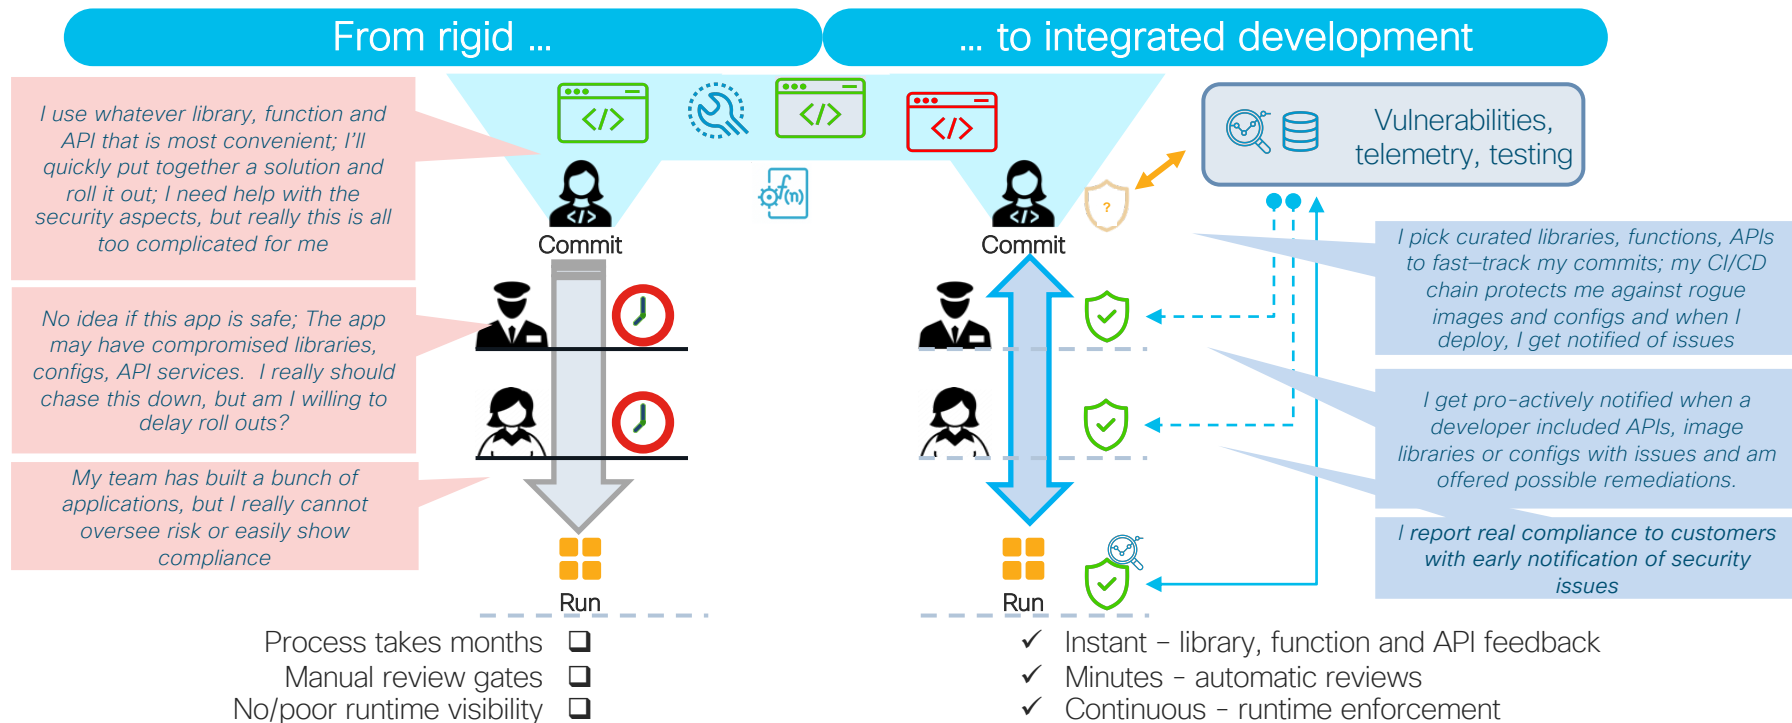 From rigid ...
... to integrated development
I use whatever library, function and
API that is most convenient; I'll
quickly put together a solution and
roll it out; I need help with the
security aspects, but really this is all
too complicated for me
No idea if this app is safe; The app
may have compromised libraries,
configs, API services. I really should
chase this down, but am I willing to
delay roll outs?
My team has built a bunch of
applications, but I really cannot
oversee risk or easily show
compliance
</>
</>
</>
f(n)
</>
Commit
Run
Process takes months ❑
Manual review gates ❑
No/poor runtime visibility ❑
</>
?
Commit
Run
Vulnerabilities,
telemetry, testing
I pick curated libraries, functions, APIs
to fast–track my commits; my CI/CD
chain protects me against rogue
images and configs and when I
deploy, I get notified of issues
I get pro-actively notified when a
developer included APIs, image
libraries or configs with issues and am
offered possible remediations.
I report real compliance to customers
with early notification of security
issues
✓ Instant – library, function and API feedback
✓ Minutes – automatic reviews
✓ Continuous – runtime enforcement